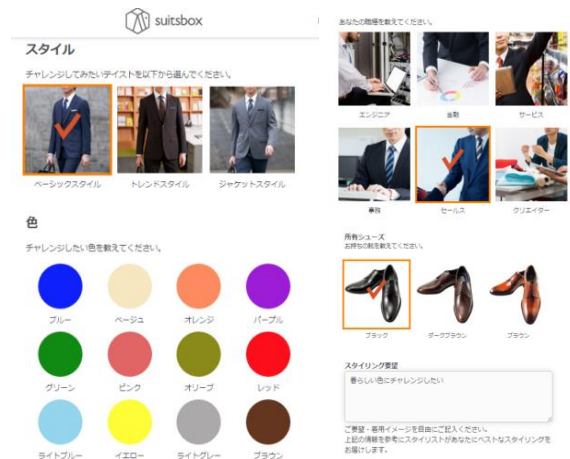 suitsbox
スタイル
チャレンジしてみたいテイストを以下から選んでください。
ベーシックスタイル
トレンドスタイル
ジャケットスタイル
色
チャレンジしたい色を教えてください。
ブルー
ベージュ
オレンジ
パープル
グリーン
ピンク
オリーブ
レッド
ライトブルー
イエロー
ライトグレー
ブラウン
あなたの職種を教えてください。
エンジニア
金融
サービス
事務
セールス
クリエイター
所有シューズ
お持ちの靴を教えてください。
ブラック
ダークブラウン
ブラウン
スタイリング要望
春らしい色にチャレンジしたい
ご要望・着用イメージを自由にご記入ください。
上記の情報を参考にスタイリストがあなたにベストなスタイリングを
お届けします。